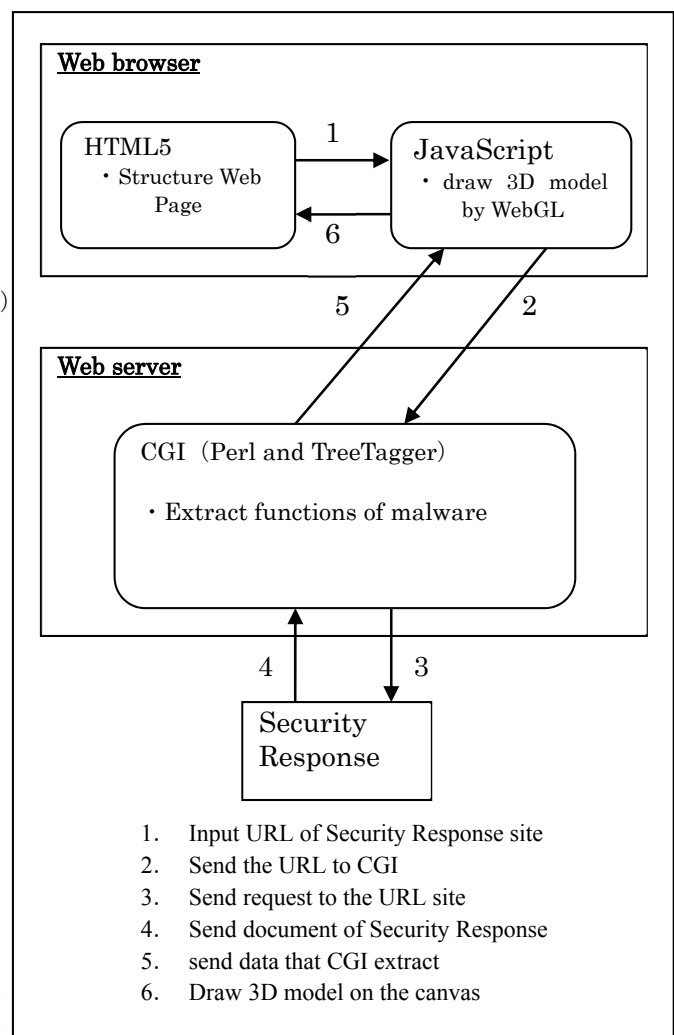 Web browser
HTML5
・Structure Web
Page
1
6
JavaScript
・ draw 3D model
by WebGL
5
2
)
Web server
CGI（Perl and TreeTagger）
・Extract functions of malware
4
3
Security
Response
1. Input URL of Security Response site
2. Send the URL to CGI
3. Send request to the URL site
4. Send document of Security Response
5. send data that CGI extract
6. Draw 3D model on the canvas